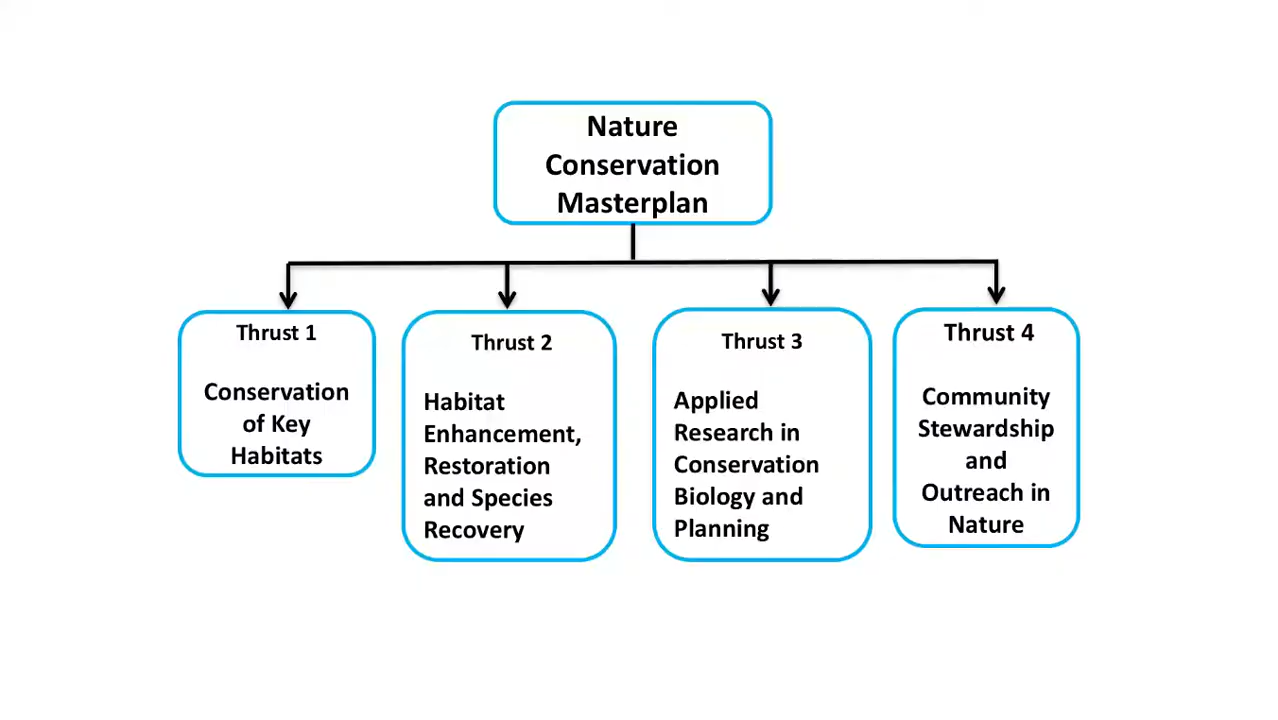 Nature
Conservation
Masterplan
Thrust 1
Conservation
of Key
Habitats
Thrust 2
Habitat
Enhancement,
Restoration
and Species
Recovery
Thrust 3
Applied
Research in
Conservation
Biology and
Planning
Thrust 4
Community
Stewardship
and
Outreach in
Nature